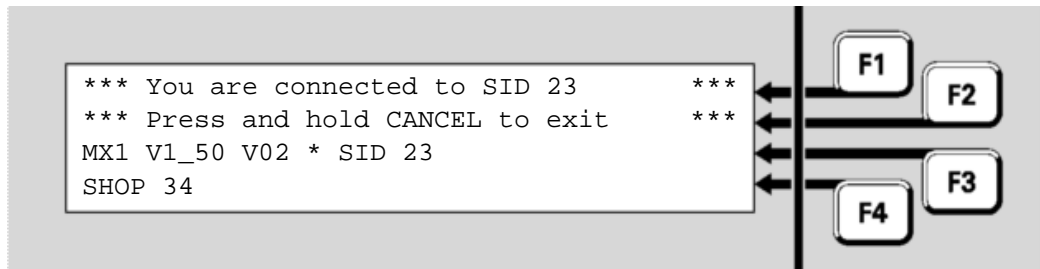 *** You are connected to SID 23 ***
*** Press and hold CANCEL to exit ***
MX1 V1_50 V02 * SID 23
SHOP 34
F1
F2
F3
F4